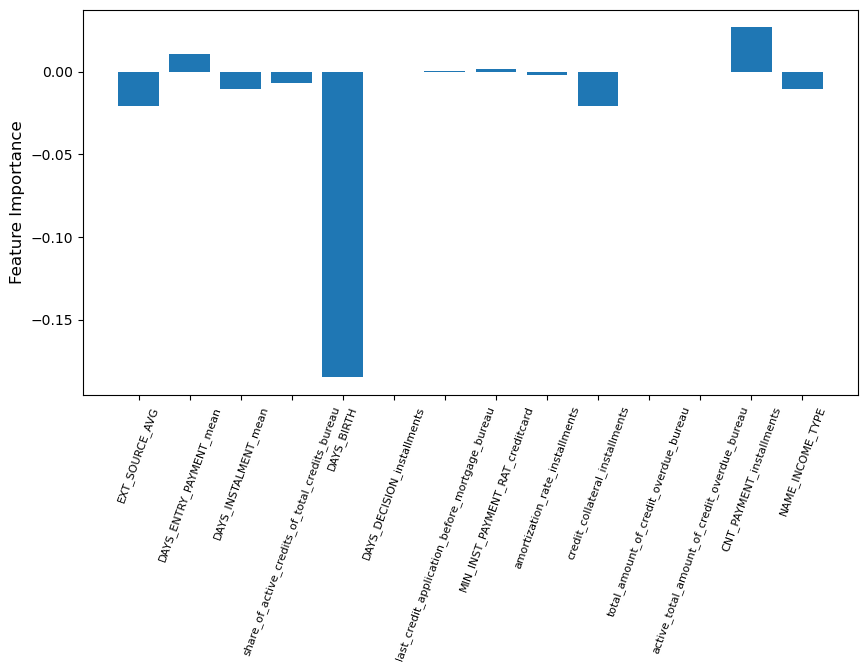 0.00
−0.05
−0.10
−0.15
Feature Importance
EXT_SOURCE_AVG
DAYS_ENTRY_PAYMENT_mean
DAYS_INSTALMENT_mean
share_of_active_credits_of_total_credits_bureau
DAYS_BIRTH
DAYS_DECISION_installments
last_credit_application_before_mortgage_bureau
MIN_INST_PAYMENT_RAT_creditcard
amortization_rate_installments
credit_collateral_installments
total_amount_of_credit_overdue_bureau
active_total_amount_of_credit_overdue_bureau
CNT_PAYMENT_installments
NAME_INCOME_TYPE